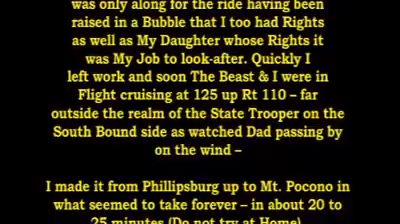 was only along for the ride having been
raised in a Bubble that I too had Rights
as well as My Daughter whose Rights it
was My Job to look-after. Quickly I
left work and soon The Beast & I were in
Flight cruising at 125 up Rt 110 – far
outside the realm of the State Trooper on the
South Bound side as watched Dad passing by
on the wind –
I made it from Phillipsburg up to Mt. Pocono in
what seemed to take forever – in about 20 to
25 minutes (Do not try at Home)